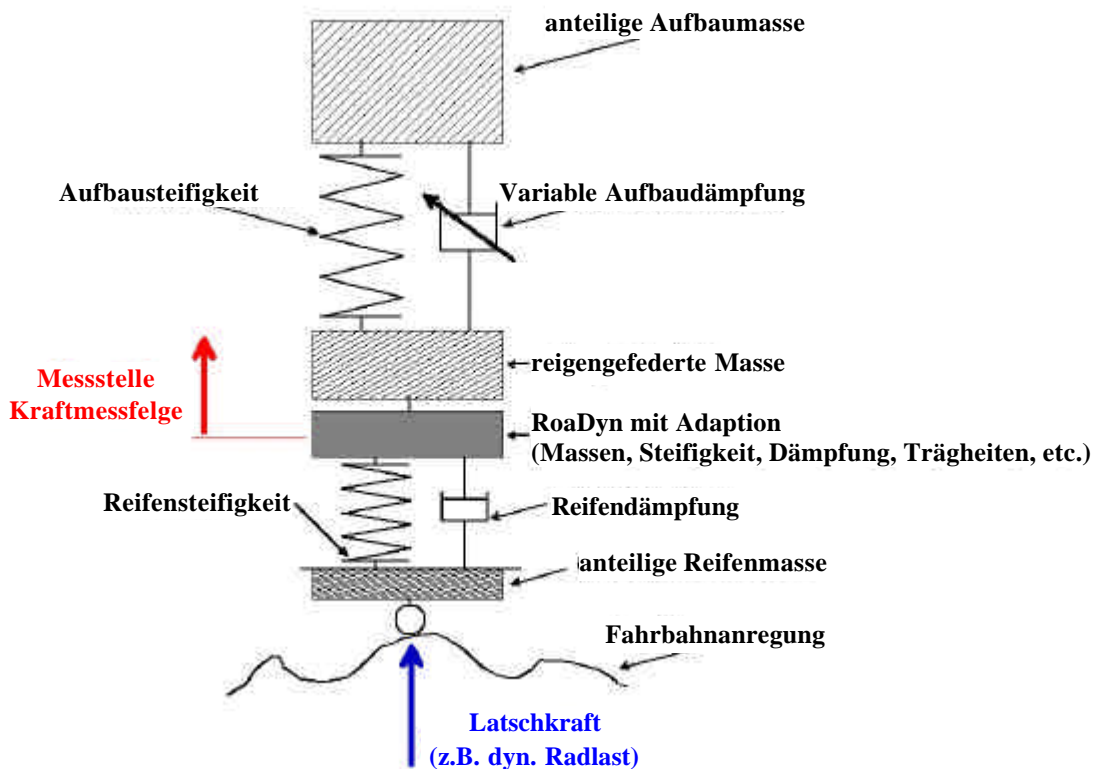 anteilige Aufbaumasse
Aufbausteifigkeit
Variable Aufbaudämpfung
Messstelle
Kraftmessfelge
reigengefederte Masse
RoaDyn mit Adaption
(Massen, Steifigkeit, Dämpfung, Trägheiten, etc.)
Reifensteifigkeit
Reifendämpfung
anteilige Reifenmasse
Fahrbahnanregung
Latschkraft
(z.B. dyn. Radlast)